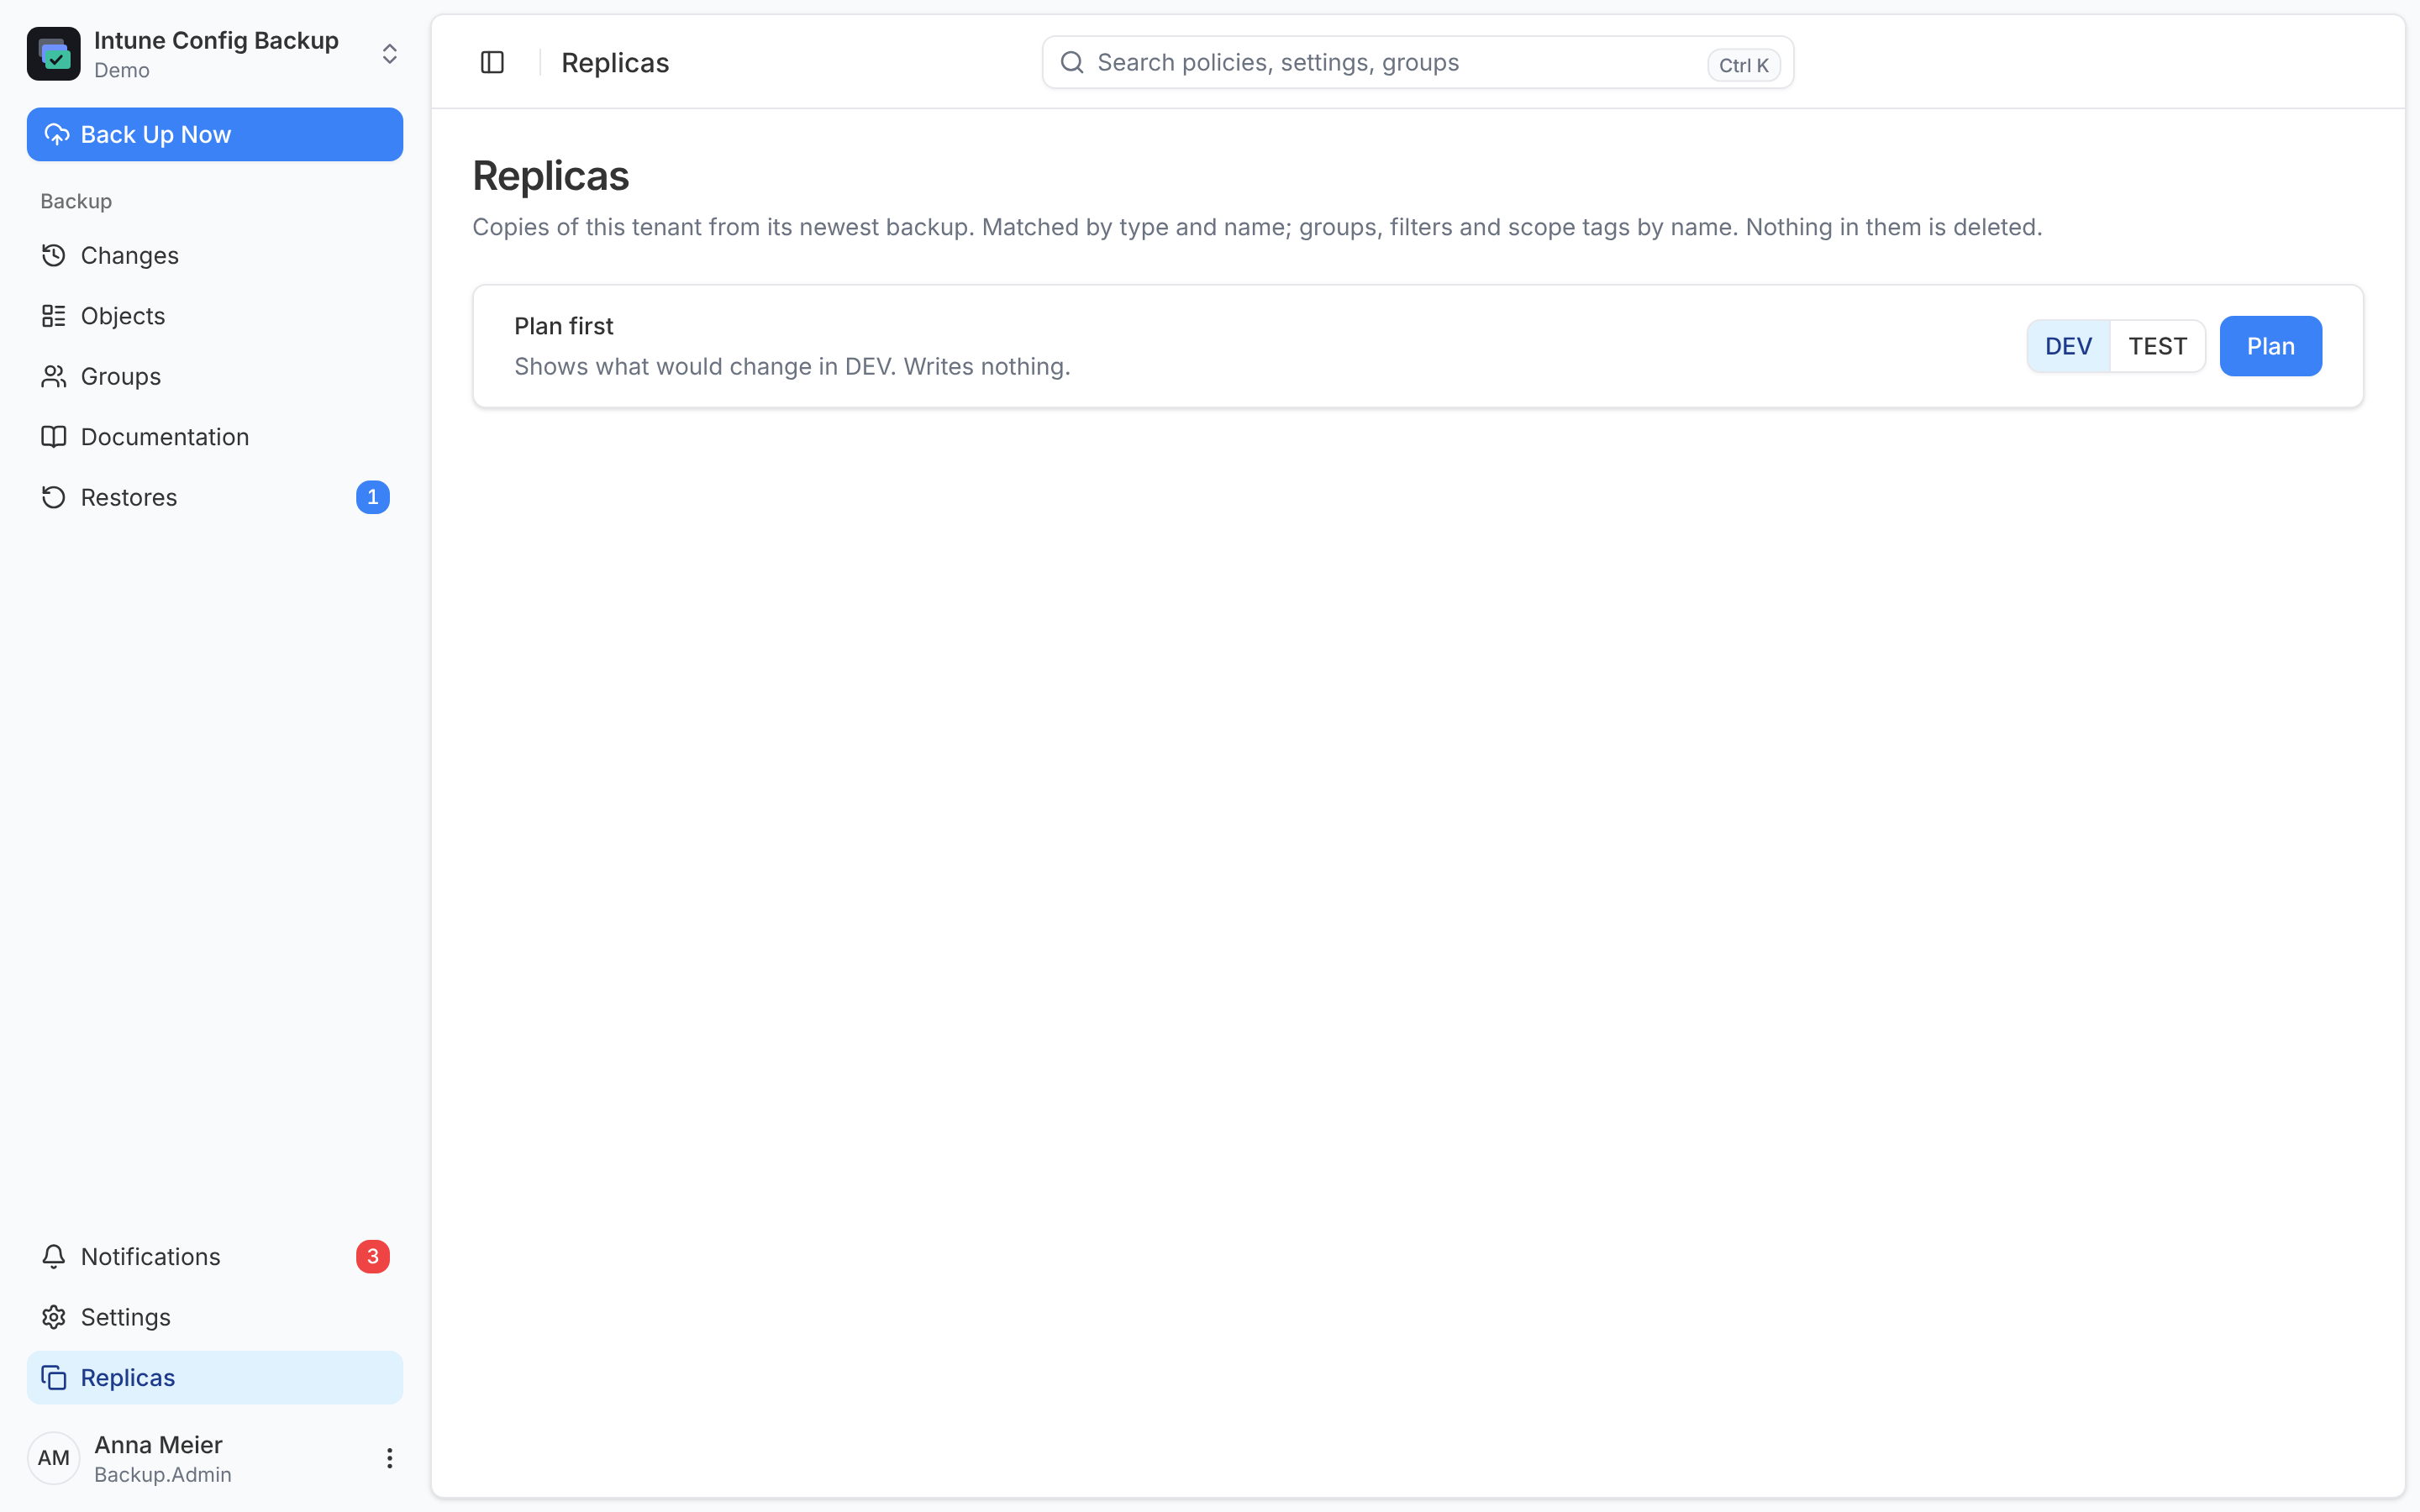 Intune Config Backup
Demo
Back Up Now
Backup
Changes
Objects
Groups
Documentation
Restores 1
Notifications 3
Settings
Replicas
AM
Anna Meier
Backup.Admin
Replicas
Search policies, settings, groups Ctrl K
Replicas
Copies of this tenant from its newest backup. Matched by type and name; groups, filters and scope tags by name. Nothing in them is deleted.
Plan first
Shows what would change in DEV. Writes nothing.
DEV TEST Plan